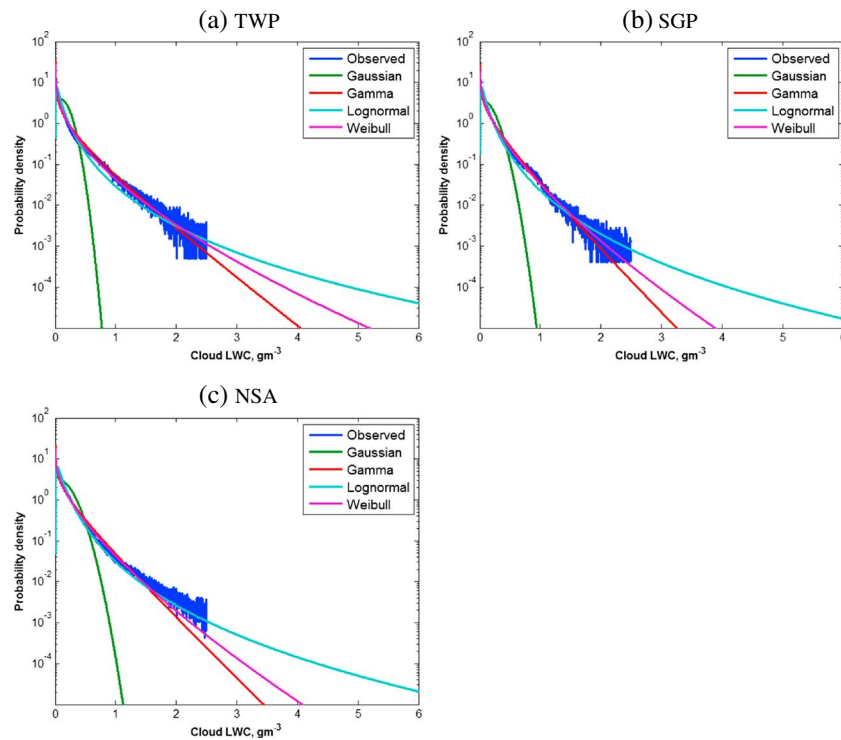 (a) TWP
10²
10¹
10⁰
10⁻¹
10⁻²
10⁻³
10⁻⁴
Probability density
Observed
Gaussian
Gamma
Lognormal
Weibull
0 1 2 3 4 5 6
Cloud LWC, gm⁻³
(b) SGP
10²
10¹
10⁰
10⁻¹
10⁻²
10⁻³
10⁻⁴
Probability density
Observed
Gaussian
Gamma
Lognormal
Weibull
0 1 2 3 4 5 6
Cloud LWC, gm⁻³
(c) NSA
10²
10¹
10⁰
10⁻¹
10⁻²
10⁻³
10⁻⁴
Probability density
Observed
Gaussian
Gamma
Lognormal
Weibull
0 1 2 3 4 5 6
Cloud LWC, gm⁻³